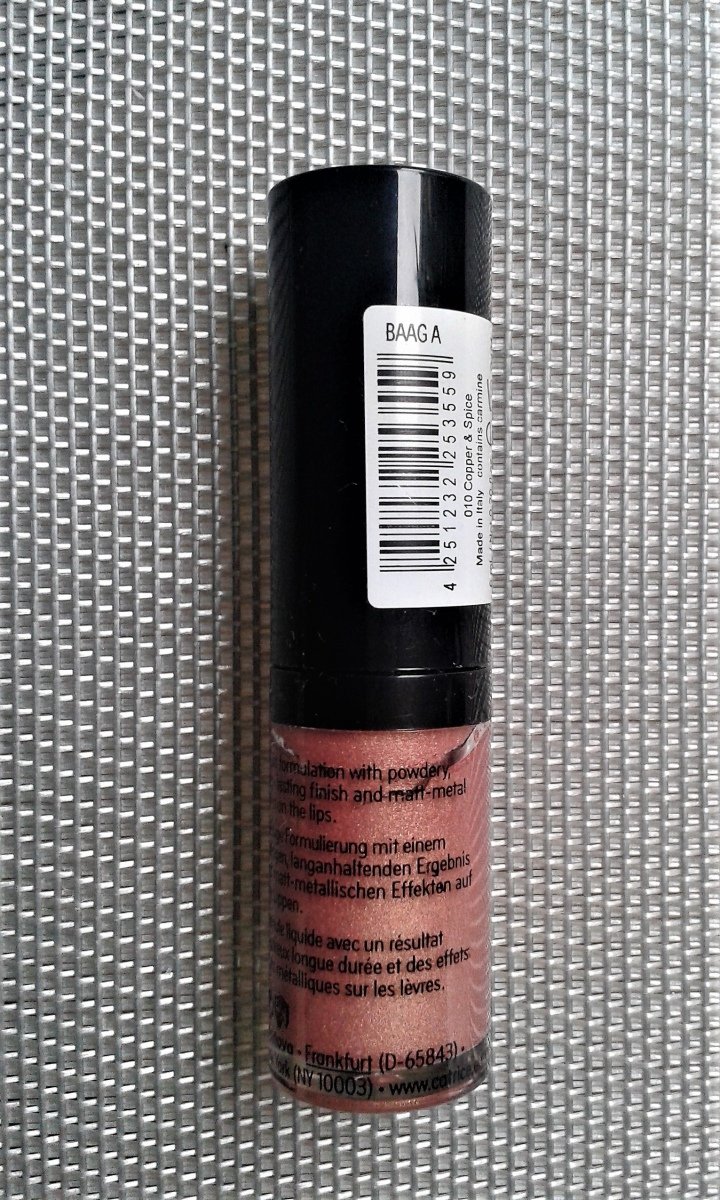 BAAG A
4 251232 253559
010 Copper & Spice
Made in Italy contains carmine
formulation with powdery,
finish and matt-metal
on the lips.
Formulierung mit einem
langanhaltenden Ergebnis
matt-metallischen Effekten auf
liquide avec un résultat
longue durée et des effets
métalliques sur les lèvres.
• Frankfurt (D-65843) •
(NY 10003) • www.catrice